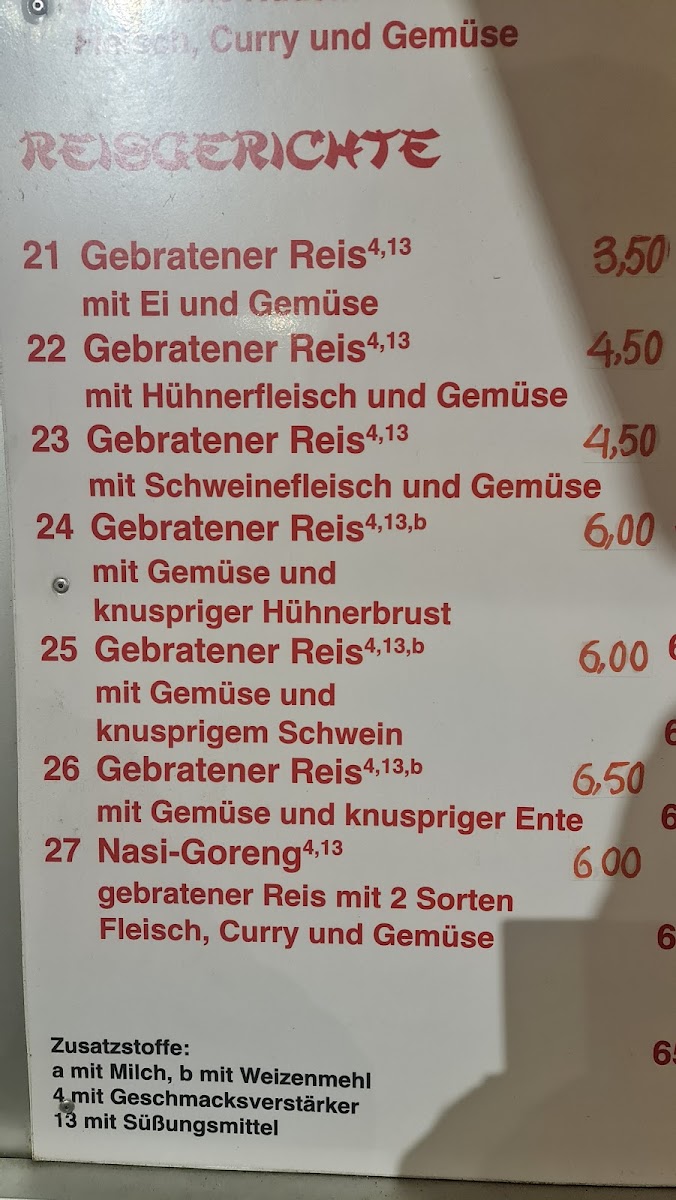 Fleisch, Curry und Gemüse
REISGERICHTE
21 Gebratener Reis4,13 3,50
mit Ei und Gemüse
22 Gebratener Reis4,13 4,50
mit Hühnerfleisch und Gemüse
23 Gebratener Reis4,13 4,50
mit Schweinefleisch und Gemüse
24 Gebratener Reis4,13,b 6,00
mit Gemüse und
knuspriger Hühnerbrust
25 Gebratener Reis4,13,b 6,00
mit Gemüse und
knusprigem Schwein
26 Gebratener Reis4,13,b 6,50
mit Gemüse und knuspriger Ente
27 Nasi-Goreng4,13 6,00
gebratener Reis mit 2 Sorten
Fleisch, Curry und Gemüse
Zusatzstoffe:
a mit Milch, b mit Weizenmehl
4 mit Geschmacksverstärker
13 mit Süßungsmittel